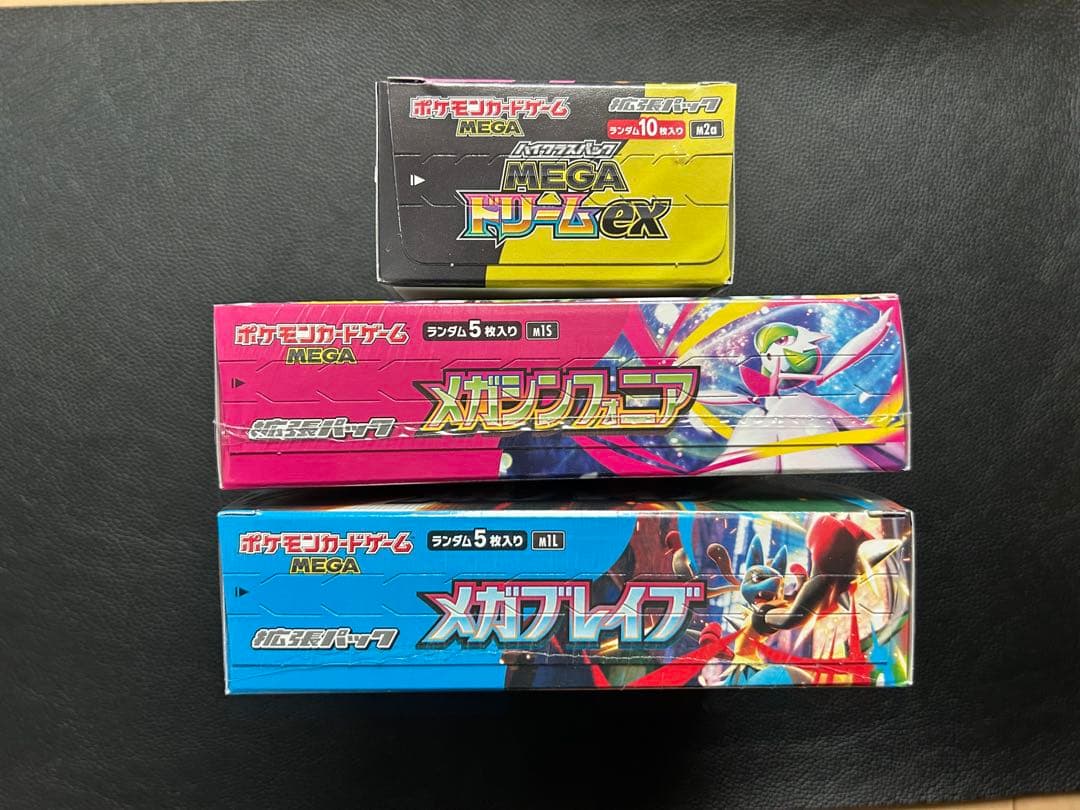 ポケモンカードゲーム
MEGA
拡張パック
ランダム10枚入り M2a
ハイクラスパック
MEGA
ドリームex
ポケモンカードゲーム
MEGA
ランダム5枚入り M1S
メガシンフォニア
拡張パック
ポケモンカードゲーム
MEGA
ランダム5枚入り M1L
メガブレイブ
拡張パック